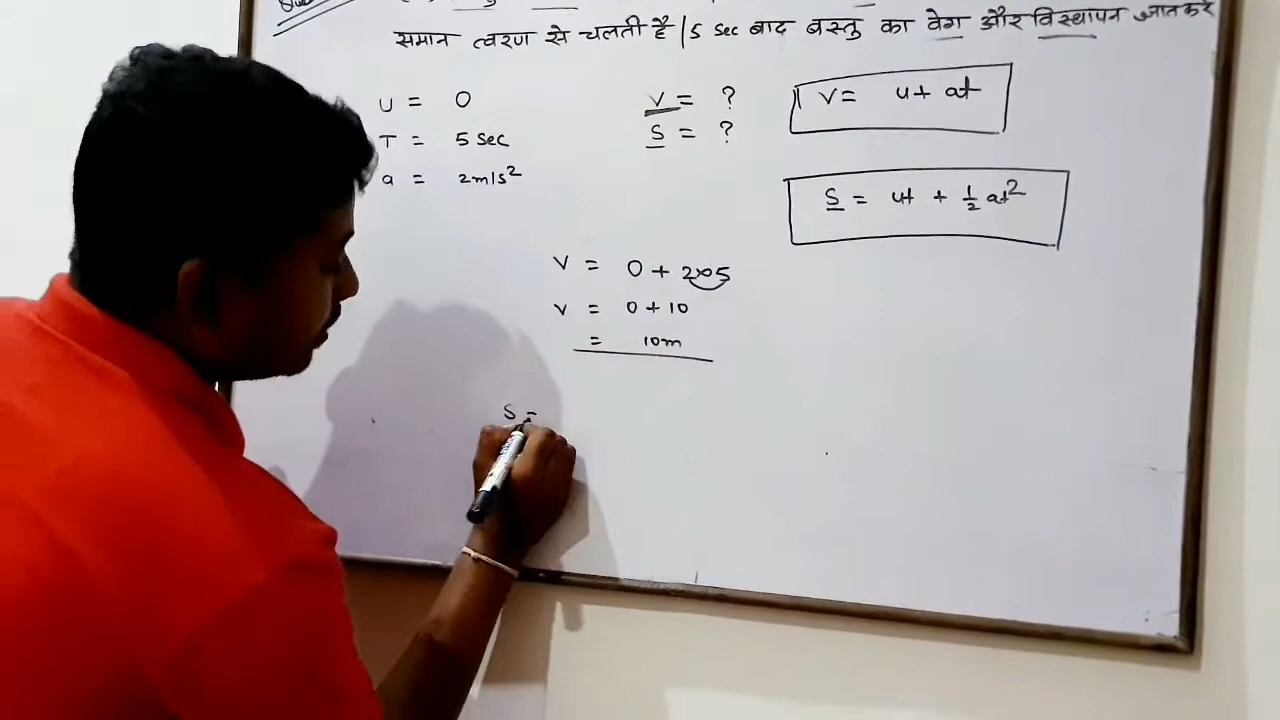 समान त्वरण से चलती है | 5 sec बाद वस्तु का वेग और विस्थापन ज्ञात करे
U = 0
T = 5 Sec
a = 2m/s²
V = ?
S = ?
V = u + at
S = ut + 1/2 at²
V = 0 + 2×5
V = 0 + 10
= 10m
S =